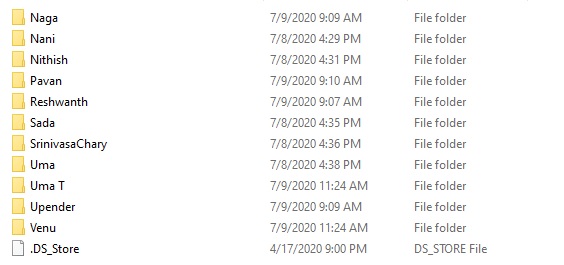 Naga 7/9/2020 9:09 AM File folder
Nani 7/8/2020 4:29 PM File folder
Nithish 7/8/2020 4:31 PM File folder
Pavan 7/9/2020 9:10 AM File folder
Reshwanth 7/9/2020 9:07 AM File folder
Sada 7/8/2020 4:35 PM File folder
SrinivasaChary 7/8/2020 4:36 PM File folder
Uma 7/8/2020 4:38 PM File folder
Uma T 7/9/2020 11:24 AM File folder
Upender 7/9/2020 9:09 AM File folder
Venu 7/9/2020 11:24 AM File folder
.DS_Store 4/17/2020 9:00 PM DS_STORE File